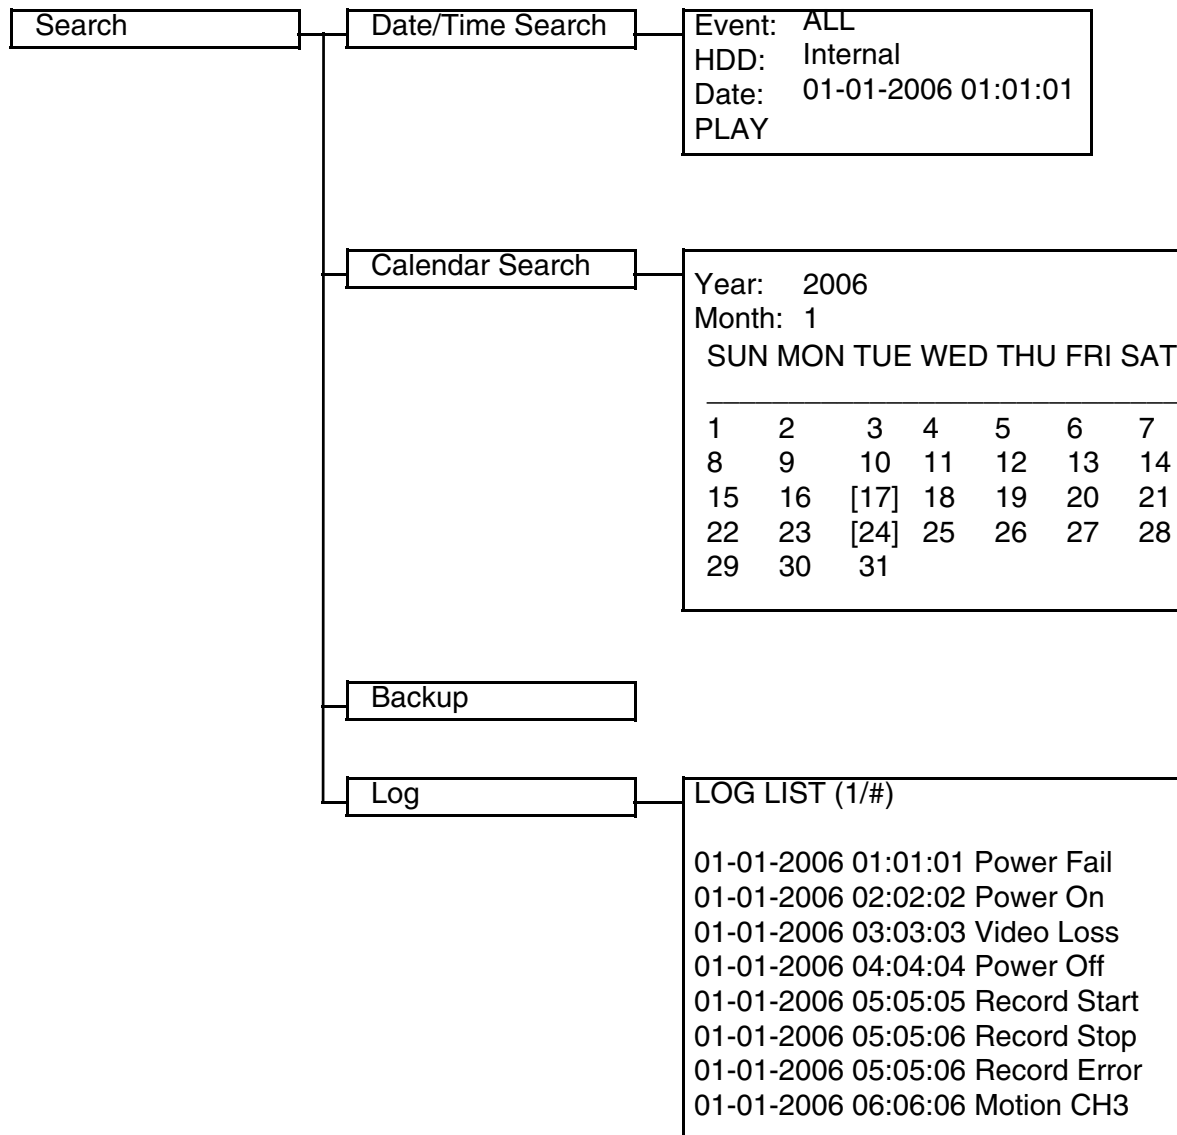 Search
Date/Time Search
Event: ALL
HDD: Internal
Date: 01-01-2006 01:01:01
PLAY
Calendar Search
Year: 2006
Month: 1
SUN MON TUE WED THU FRI SAT
1 2 3 4 5 6 7
8 9 10 11 12 13 14
15 16 [17] 18 19 20 21
22 23 [24] 25 26 27 28
29 30 31
Backup
Log
LOG LIST (1/#)
01-01-2006 01:01:01 Power Fail
01-01-2006 02:02:02 Power On
01-01-2006 03:03:03 Video Loss
01-01-2006 04:04:04 Power Off
01-01-2006 05:05:05 Record Start
01-01-2006 05:05:06 Record Stop
01-01-2006 05:05:06 Record Error
01-01-2006 06:06:06 Motion CH3